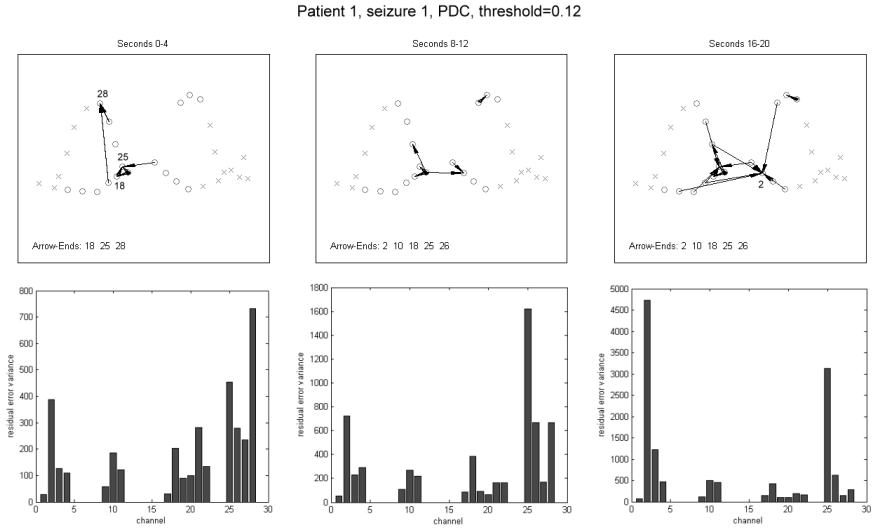 Patient 1, seizure 1, PDC, threshold=0.12
Seconds 0-4
28
25
18
Arrow-Ends: 18 25 28
Seconds 8-12
Arrow-Ends: 2 10 18 25 26
Seconds 16-20
2
Arrow-Ends: 2 10 18 25 26
800
700
600
500
400
300
200
100
0
residual error variance
0 5 10 15 20 25 30
channel
1800
1600
1400
1200
1000
800
600
400
200
0
residual error variance
0 5 10 15 20 25 30
channel
5000
4500
4000
3500
3000
2500
2000
1500
1000
500
0
residual error variance
0 5 10 15 20 25 30
channel